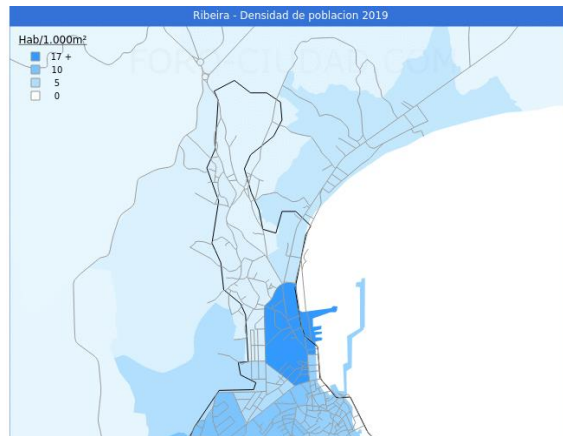 Ribeira - Densidad de poblacion 2019
Hab/1.000m²
17 +
10
5
0
FORO-CIUDAD.COM